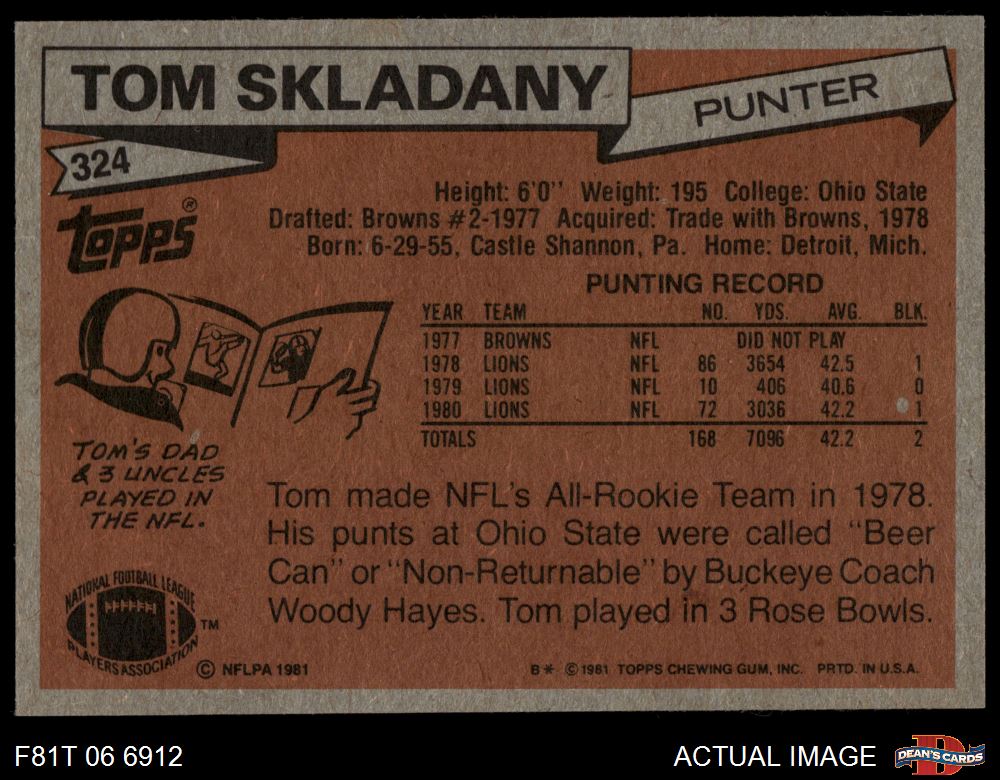 TOM SKLADANY
PUNTER
324
TOPPS®
Height: 6'0" Weight: 195 College: Ohio State
Drafted: Browns #2-1977 Acquired: Trade with Browns, 1978
Born: 6-29-55, Castle Shannon, Pa. Home: Detroit, Mich.
PUNTING RECORD
YEAR TEAM NO. YDS. AVG. BLK.
1977 BROWNS NFL DID NOT PLAY
1978 LIONS NFL 86 3654 42.5 1
1979 LIONS NFL 10 406 40.6 0
1980 LIONS NFL 72 3036 42.2 1
TOTALS 168 7096 42.2 2
TOM'S DAD
& 3 UNCLES
PLAYED IN
THE NFL.
Tom made NFL's All-Rookie Team in 1978.
His punts at Ohio State were called "Beer
Can" or "Non-Returnable" by Buckeye Coach
Woody Hayes. Tom played in 3 Rose Bowls.
NATIONAL FOOTBALL LEAGUE
PLAYERS ASSOCIATION
TM
© NFLPA 1981
B* © 1981 TOPPS CHEWING GUM, INC. PRTD. IN U.S.A.
F81T 06 6912
ACTUAL IMAGE
D
DEAN'S CARDS